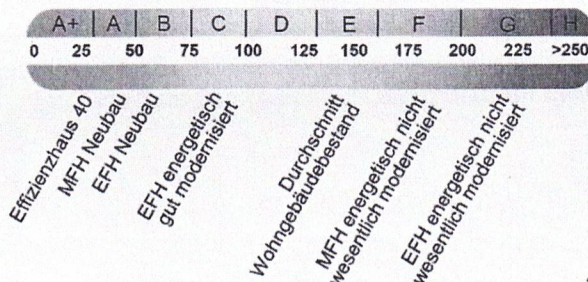 A+ A B C D E F G H
0 25 50 75 100 125 150 175 200 225 >250
Effizienzhaus 40
MFH Neubau
EFH Neubau
EFH energetisch
gut modernisiert
Durchschnitt
Wohngebäudebestand
MFH energetisch nicht
wesentlich modernisiert
EFH energetisch nicht
wesentlich modernisiert